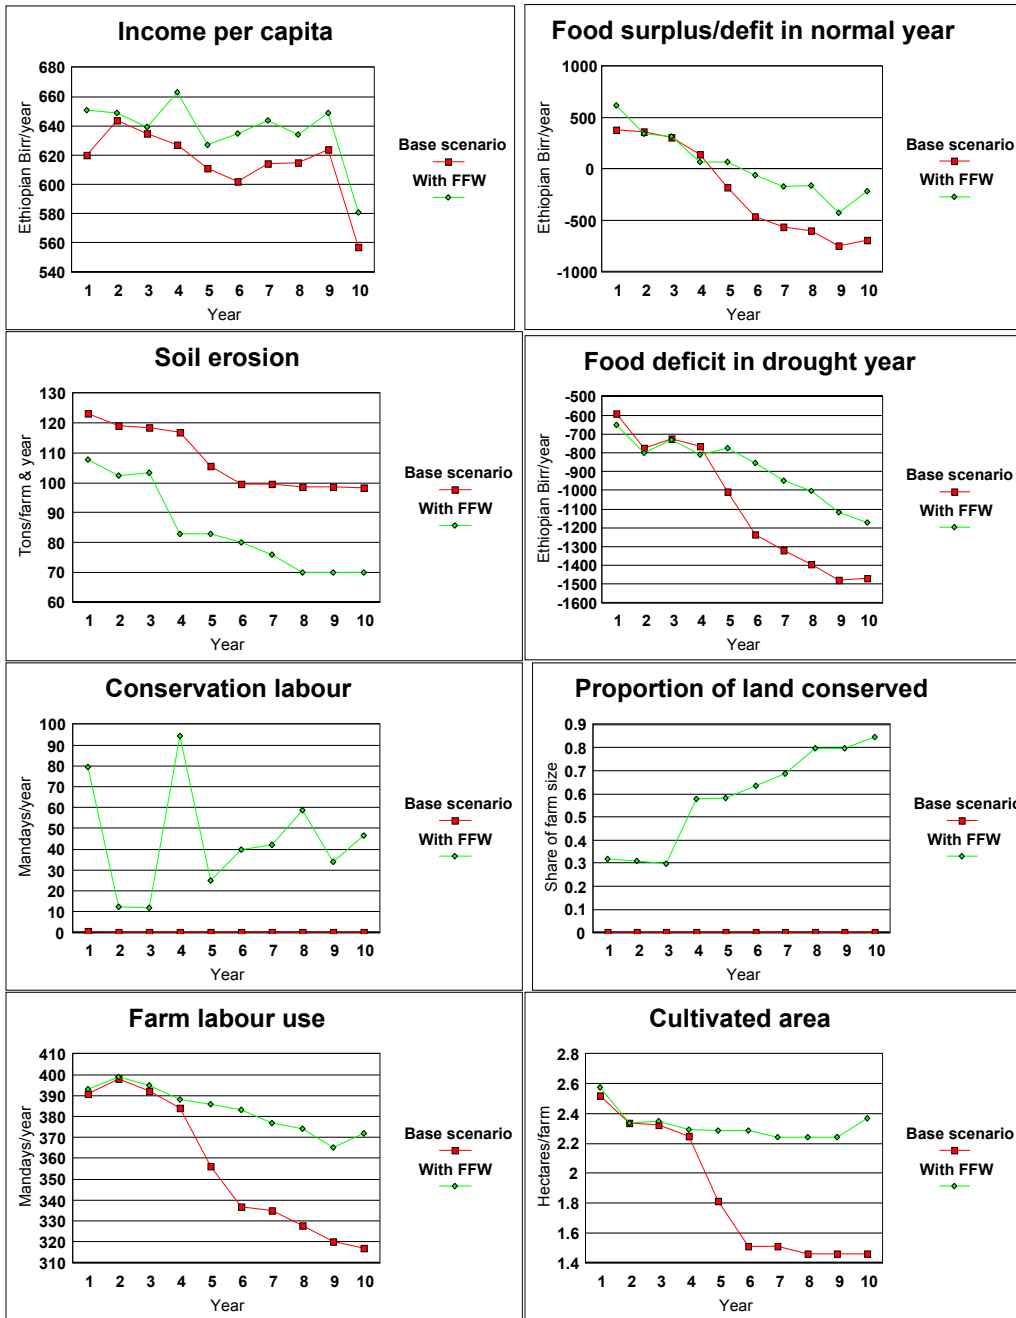 Income per capita
680
660
640
620
600
580
560
540
Ethiopian Birr/year
1 2 3 4 5 6 7 8 9 10
Year
Base scenario
With FFW
Food surplus/defit in normal year
1000
500
0
-500
-1000
Ethiopian Birr/year
1 2 3 4 5 6 7 8 9 10
Year
Base scenario
With FFW
Soil erosion
130
120
110
100
90
80
70
60
Tons/farm & year
1 2 3 4 5 6 7 8 9 10
Year
Base scenario
With FFW
Food deficit in drought year
-500
-600
-700
-800
-900
-1000
-1100
-1200
-1300
-1400
-1500
-1600
Ethiopian Birr/year
1 2 3 4 5 6 7 8 9 10
Year
Base scenario
With FFW
Conservation labour
100
90
80
70
60
50
40
30
20
10
0
Mandays/year
1 2 3 4 5 6 7 8 9 10
Year
Base scenario
With FFW
Proportion of land conserved
0.9
0.8
0.7
0.6
0.5
0.4
0.3
0.2
0.1
0
Share of farm size
1 2 3 4 5 6 7 8 9 10
Year
Base scenario
With FFW
Farm labour use
410
400
390
380
370
360
350
340
330
320
310
Mandays/year
1 2 3 4 5 6 7 8 9 10
Year
Base scenario
With FFW
Cultivated area
2.8
2.6
2.4
2.2
2
1.8
1.6
1.4
Hectares/farm
1 2 3 4 5 6 7 8 9 10
Year
Base scenario
With FFW